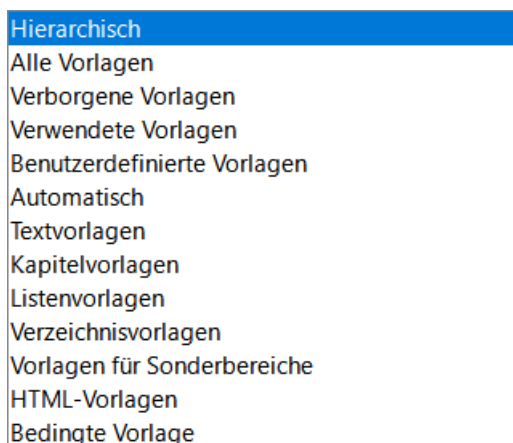 Hierarchisch
Alle Vorlagen
Verborgene Vorlagen
Verwendete Vorlagen
Benutzerdefinierte Vorlagen
Automatisch
Textvorlagen
Kapitelvorlagen
Listenvorlagen
Verzeichnisvorlagen
Vorlagen für Sonderbereiche
HTML-Vorlagen
Bedingte Vorlage